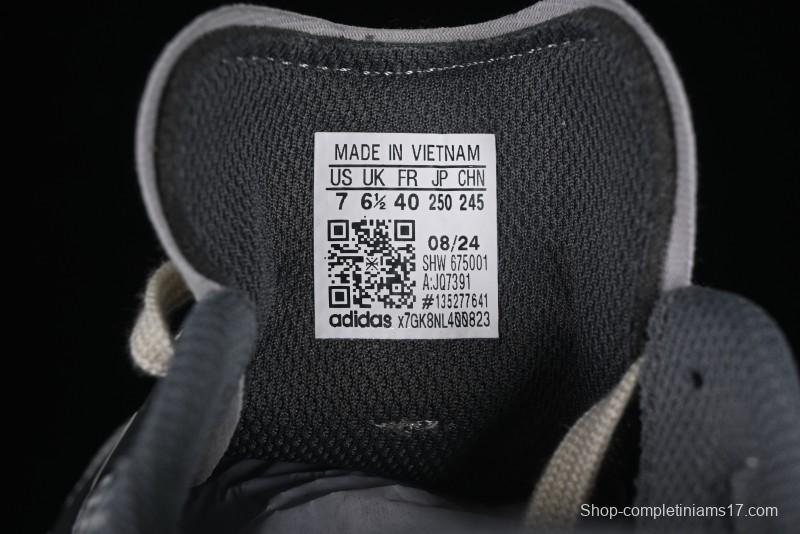 MADE IN VIETNAM
US UK FR JP CHN
7 6½ 40 250 245
08/24
SHW 675001
A:JQ7391
#135277641
adidas x7GK8NL400823
Shop-completiniams17.com